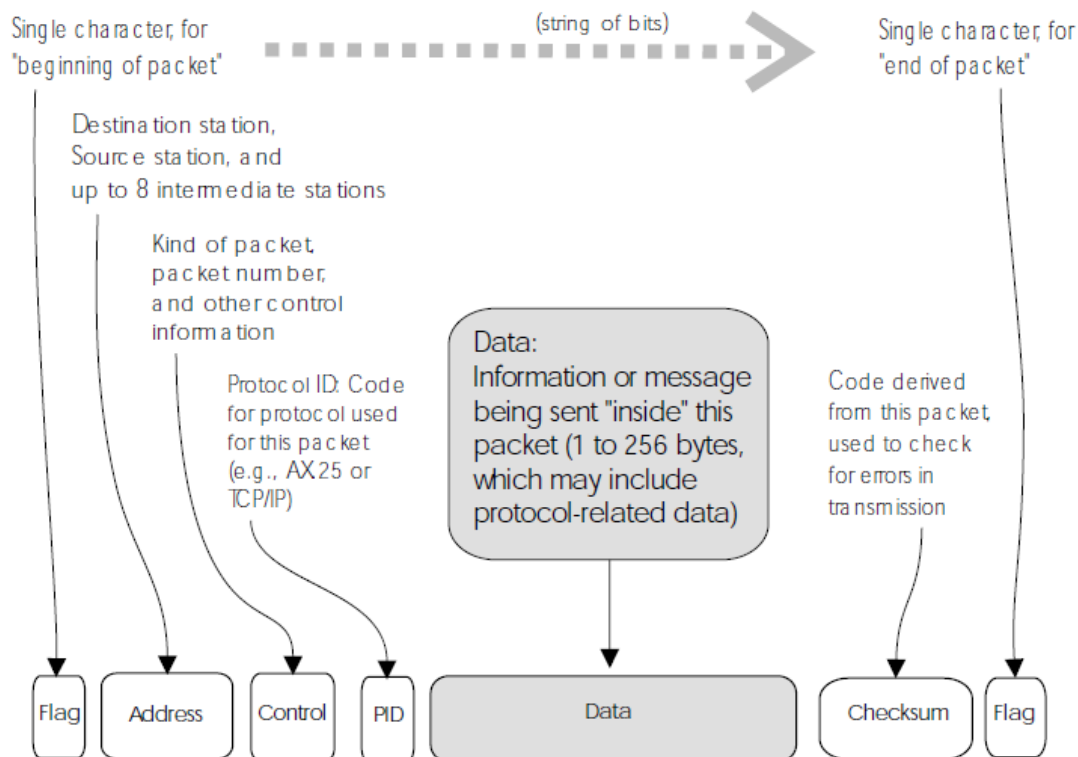 Single character, for
"beginning of packet"
(string of bits)
Single character, for
"end of packet"
Destination station,
Source station, and
up to 8 intermediate stations
Kind of packet,
packet number,
and other control
information
Protocol ID: Code
for protocol used
for this packet
(e.g., AX.25 or
TCP/IP)
Data:
Information or message
being sent "inside" this
packet (1 to 256 bytes,
which may include
protocol-related data)
Code derived
from this packet,
used to check
for errors in
transmission
Flag
Address
Control
PID
Data
Checksum
Flag